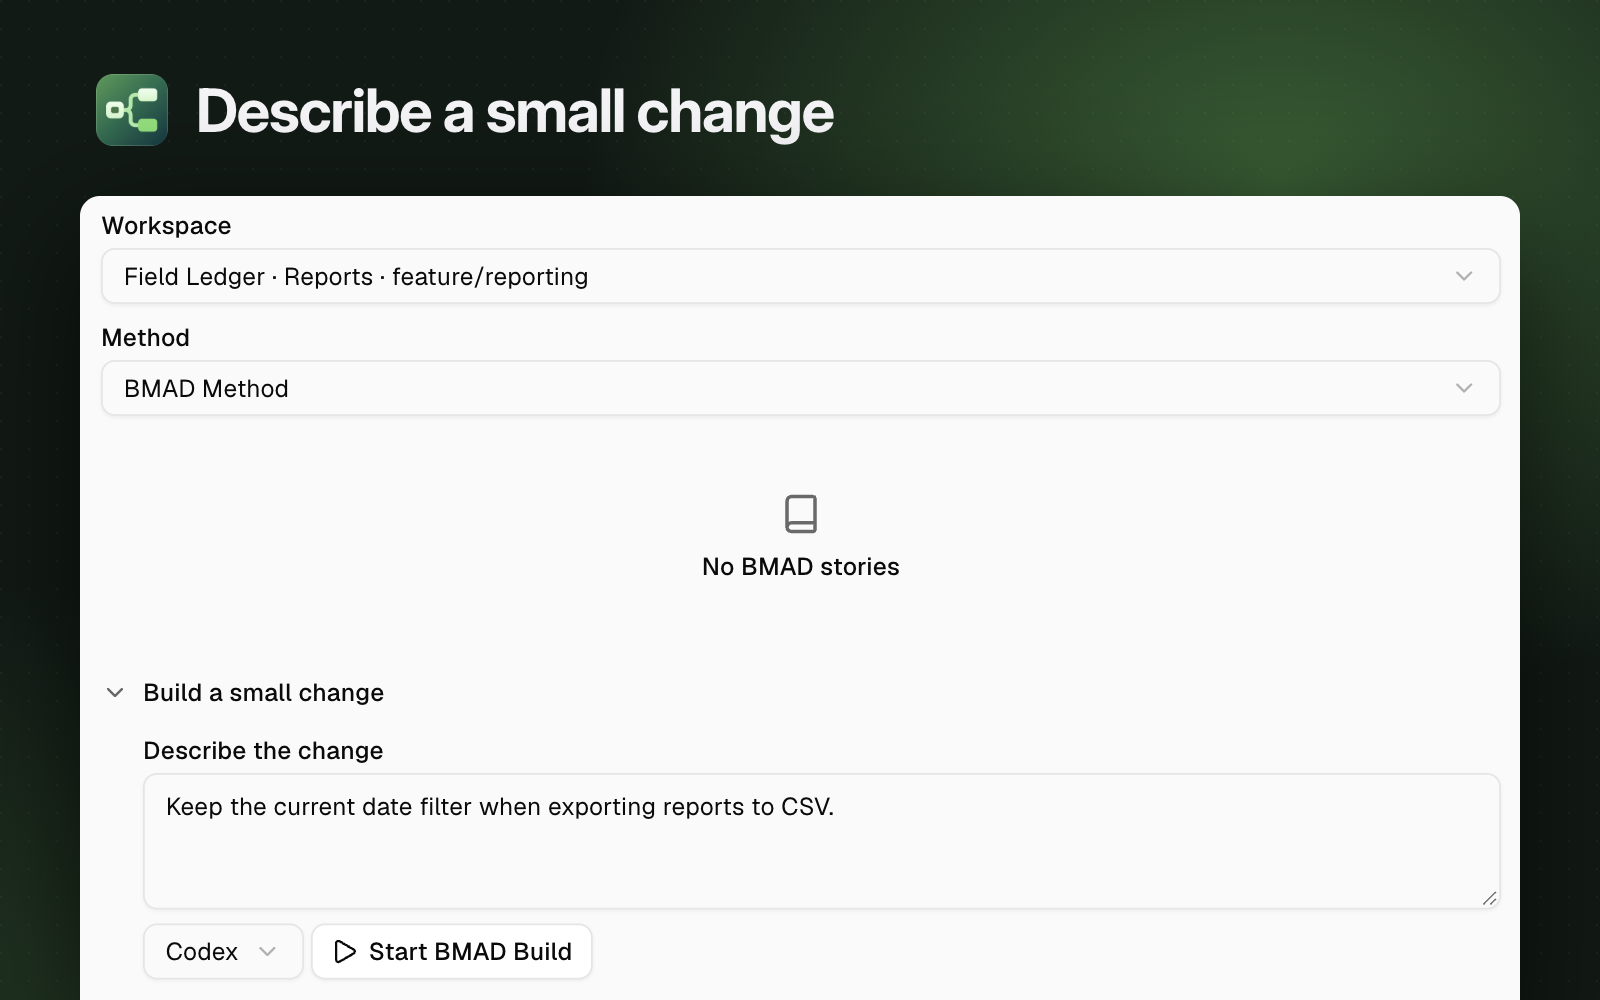 Describe a small change
Workspace
Field Ledger · Reports · feature/reporting
Method
BMAD Method
No BMAD stories
Build a small change
Describe the change
Keep the current date filter when exporting reports to CSV.
Codex
Start BMAD Build